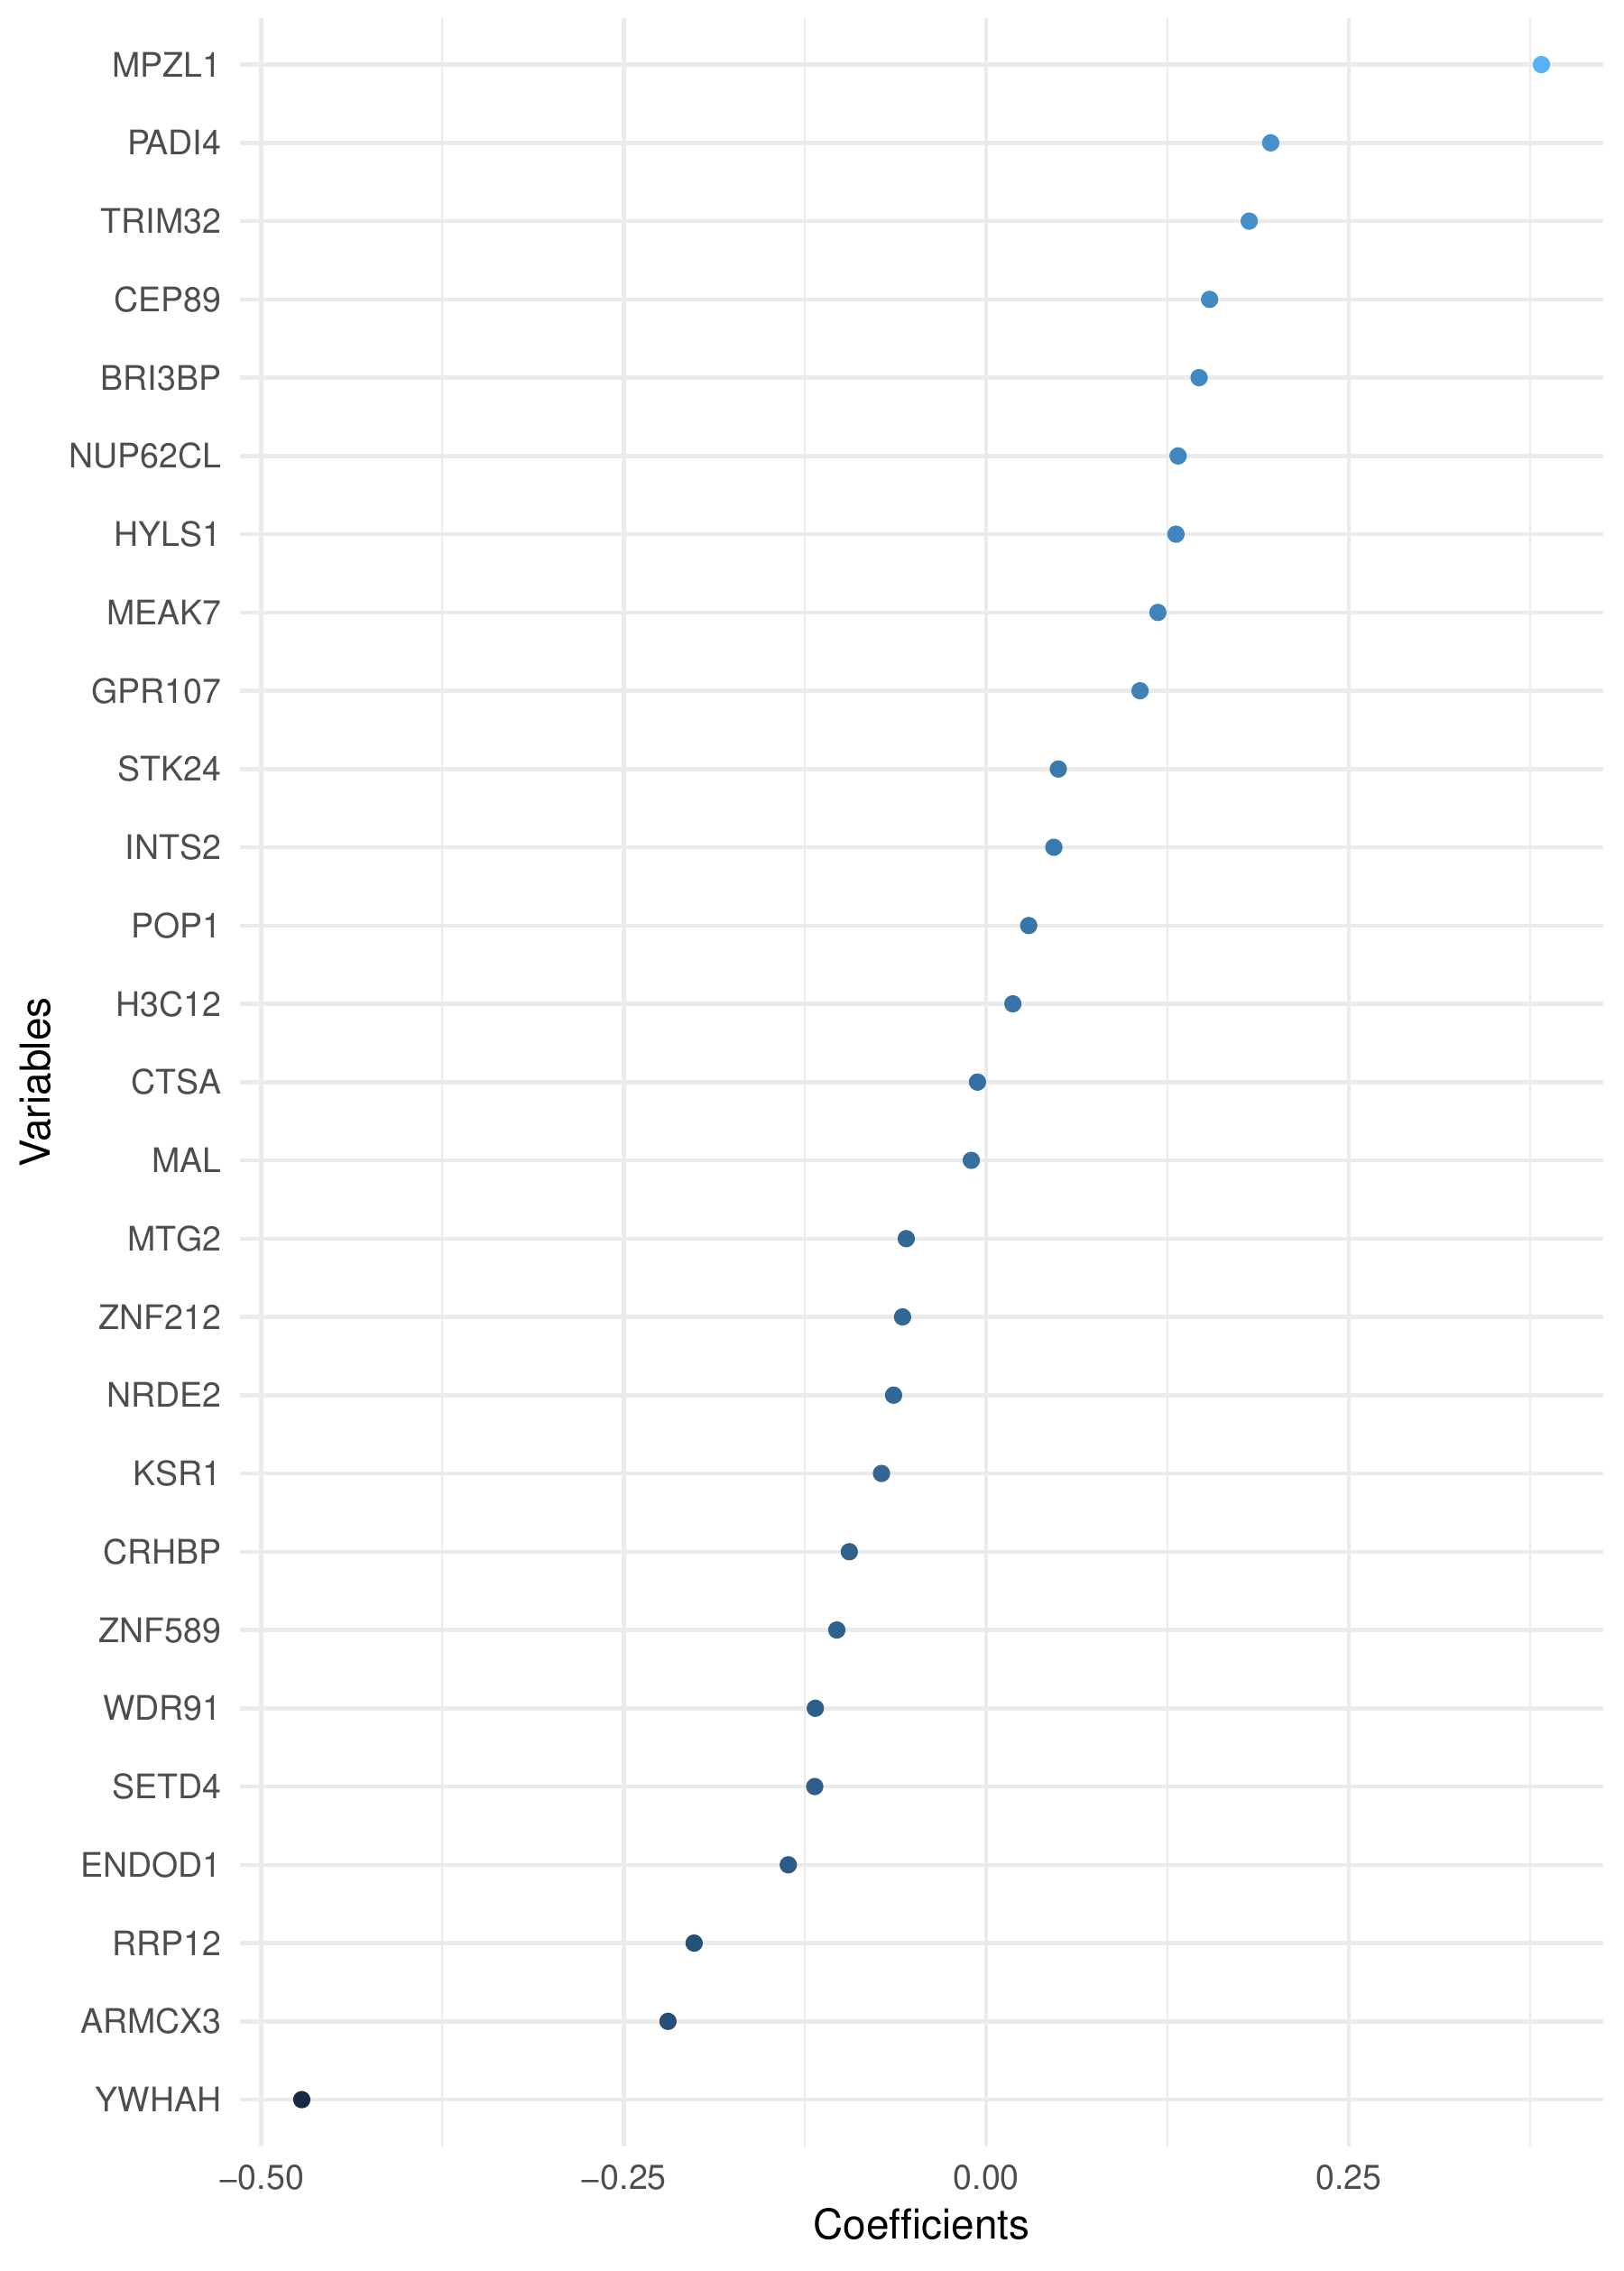 MPZL1
PADI4
TRIM32
CEP89
BRI3BP
NUP62CL
HYLS1
MEAK7
GPR107
STK24
INTS2
POP1
H3C12
CTSA
MAL
MTG2
ZNF212
NRDE2
KSR1
CRHBP
ZNF589
WDR91
SETD4
ENDOD1
RRP12
ARMCX3
YWHAH
Variables
−0.50 −0.25 0.00 0.25
Coefficients